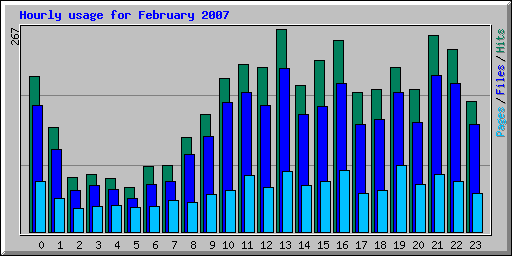 Hourly usage for February 2007
267
Pages/Files/Hits
0 1 2 3 4 5 6 7 8 9 10 11 12 13 14 15 16 17 18 19 20 21 22 23